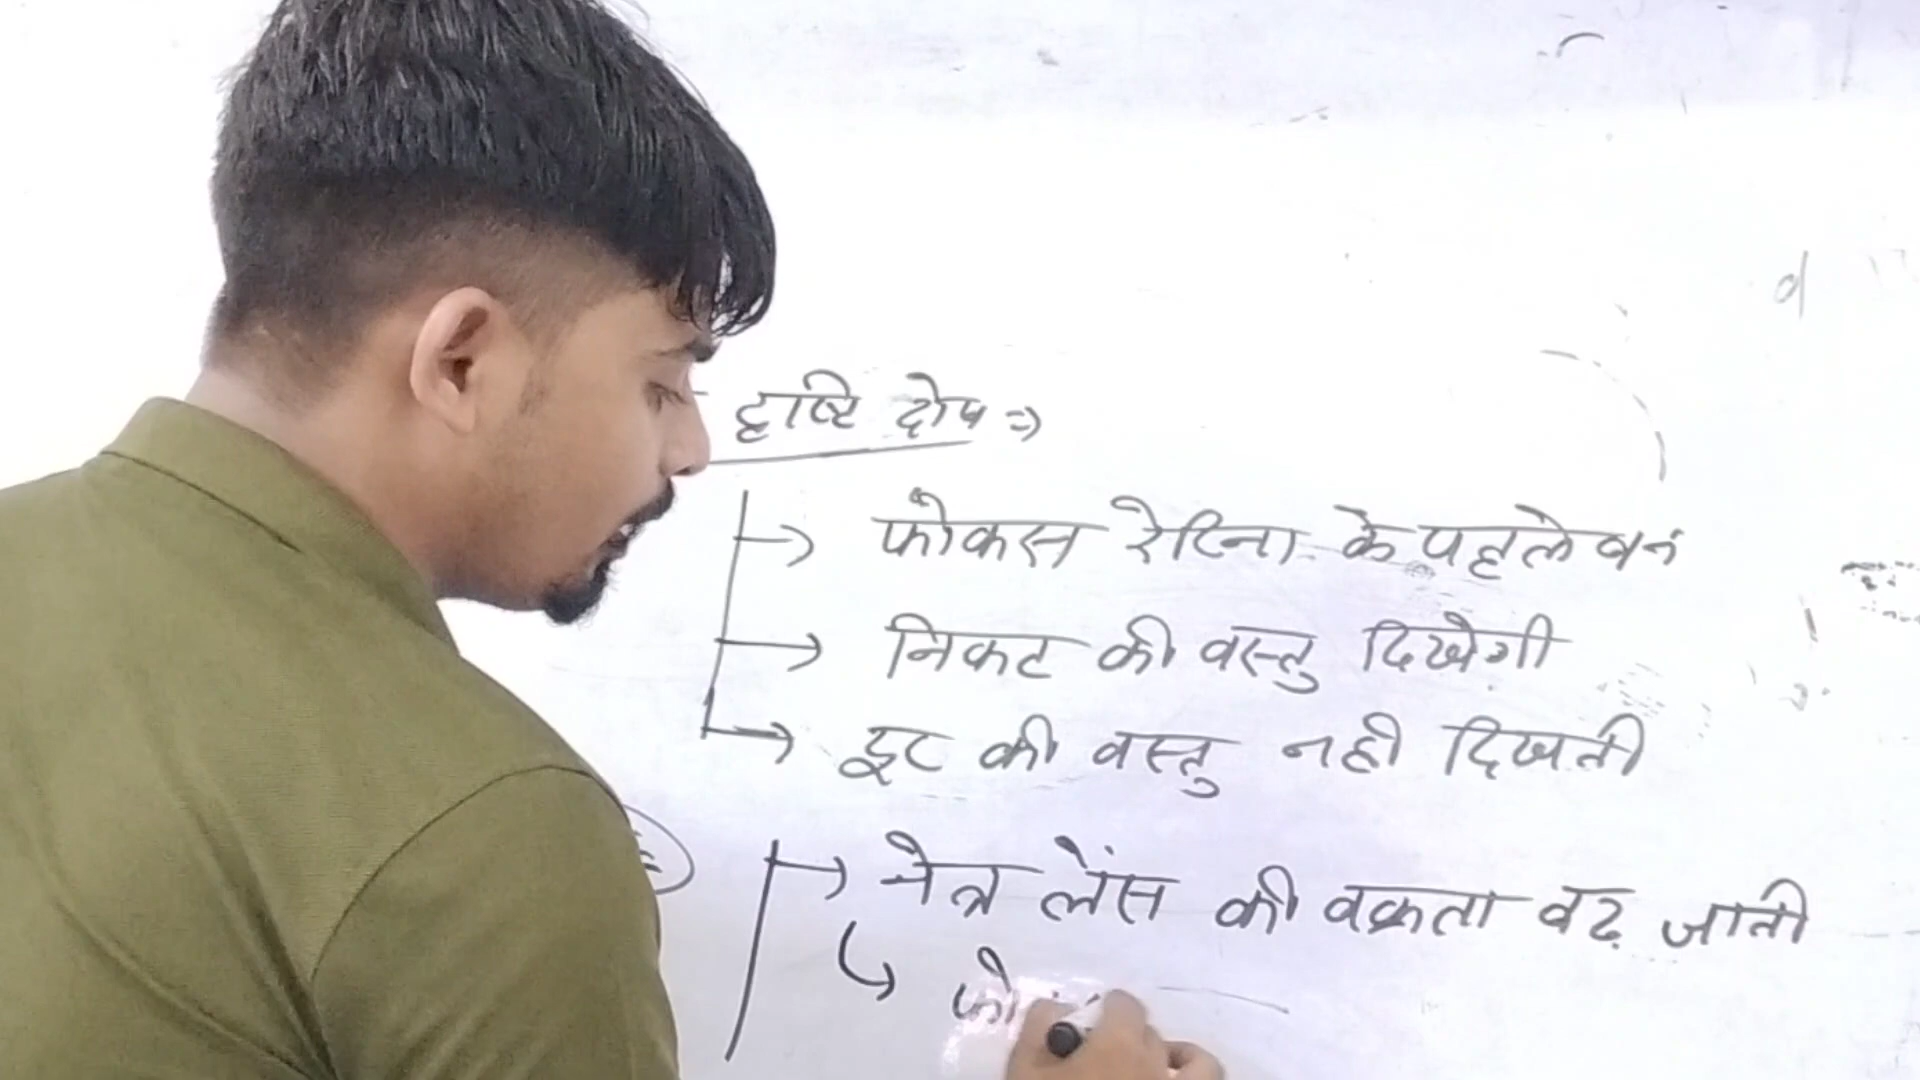 दृष्टि दोष ⇒
→ फोकस रेटिना के पहले बनं
→ निकट की वस्तु दिखेगी
→ दूर की वस्तु नही दिखती
→ नेत्र लेंस की वक्रता बढ़ जाती
↳ फो